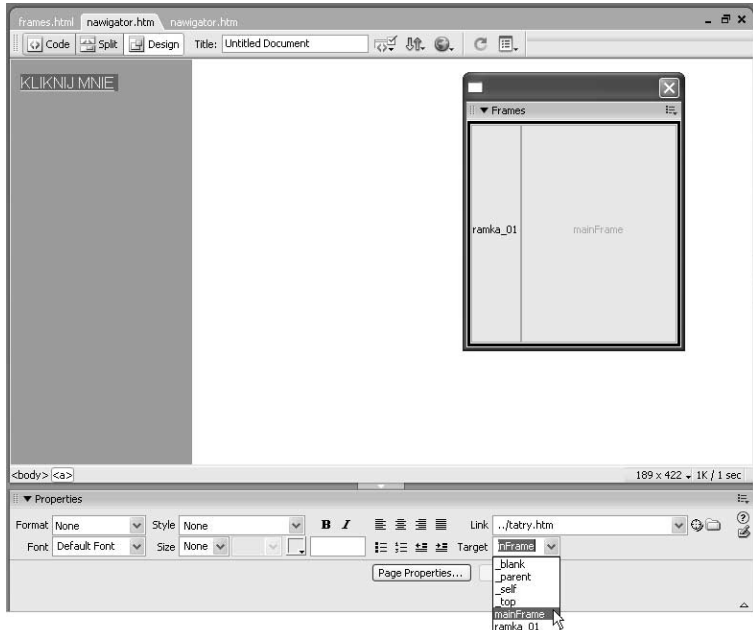 frames.html nawigator.htm nawigator.htm
Code Split Design Title: Untitled Document
KLIKNIJ MNIE
Frames
ramka_01 mainFrame
<body> <a> 189 x 422 1K / 1 sec
Properties
Format None Style None B I Link ../tatry.htm
Font Default Font Size None Target inFrame
Page Properties...
_blank
_parent
_self
_top
mainFrame
ramka_01